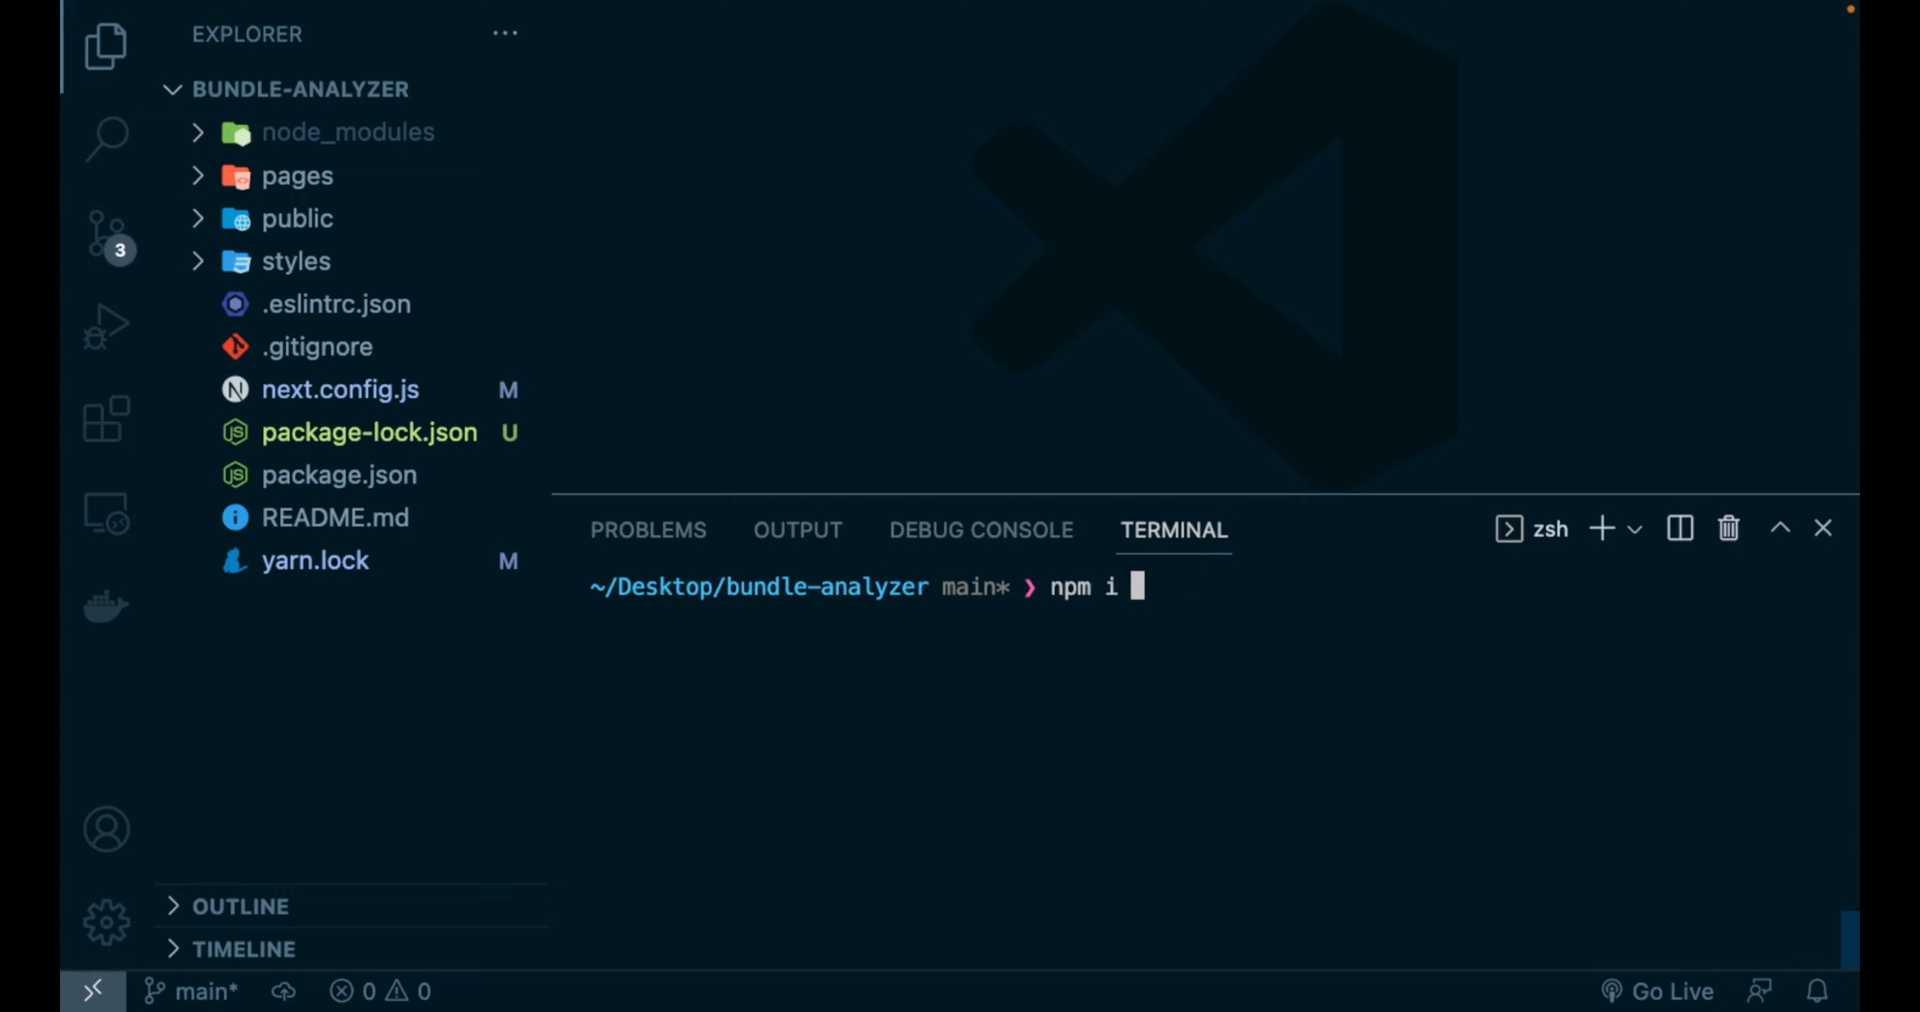 EXPLORER
BUNDLE-ANALYZER
node_modules
pages
public
3
styles
.eslintrc.json
.gitignore
next.config.js M
package-lock.json U
package.json
README.md
yarn.lock M
PROBLEMS OUTPUT DEBUG CONSOLE TERMINAL zsh
~/Desktop/bundle-analyzer main* ❯ npm i
OUTLINE
TIMELINE
main* 0 0 Go Live